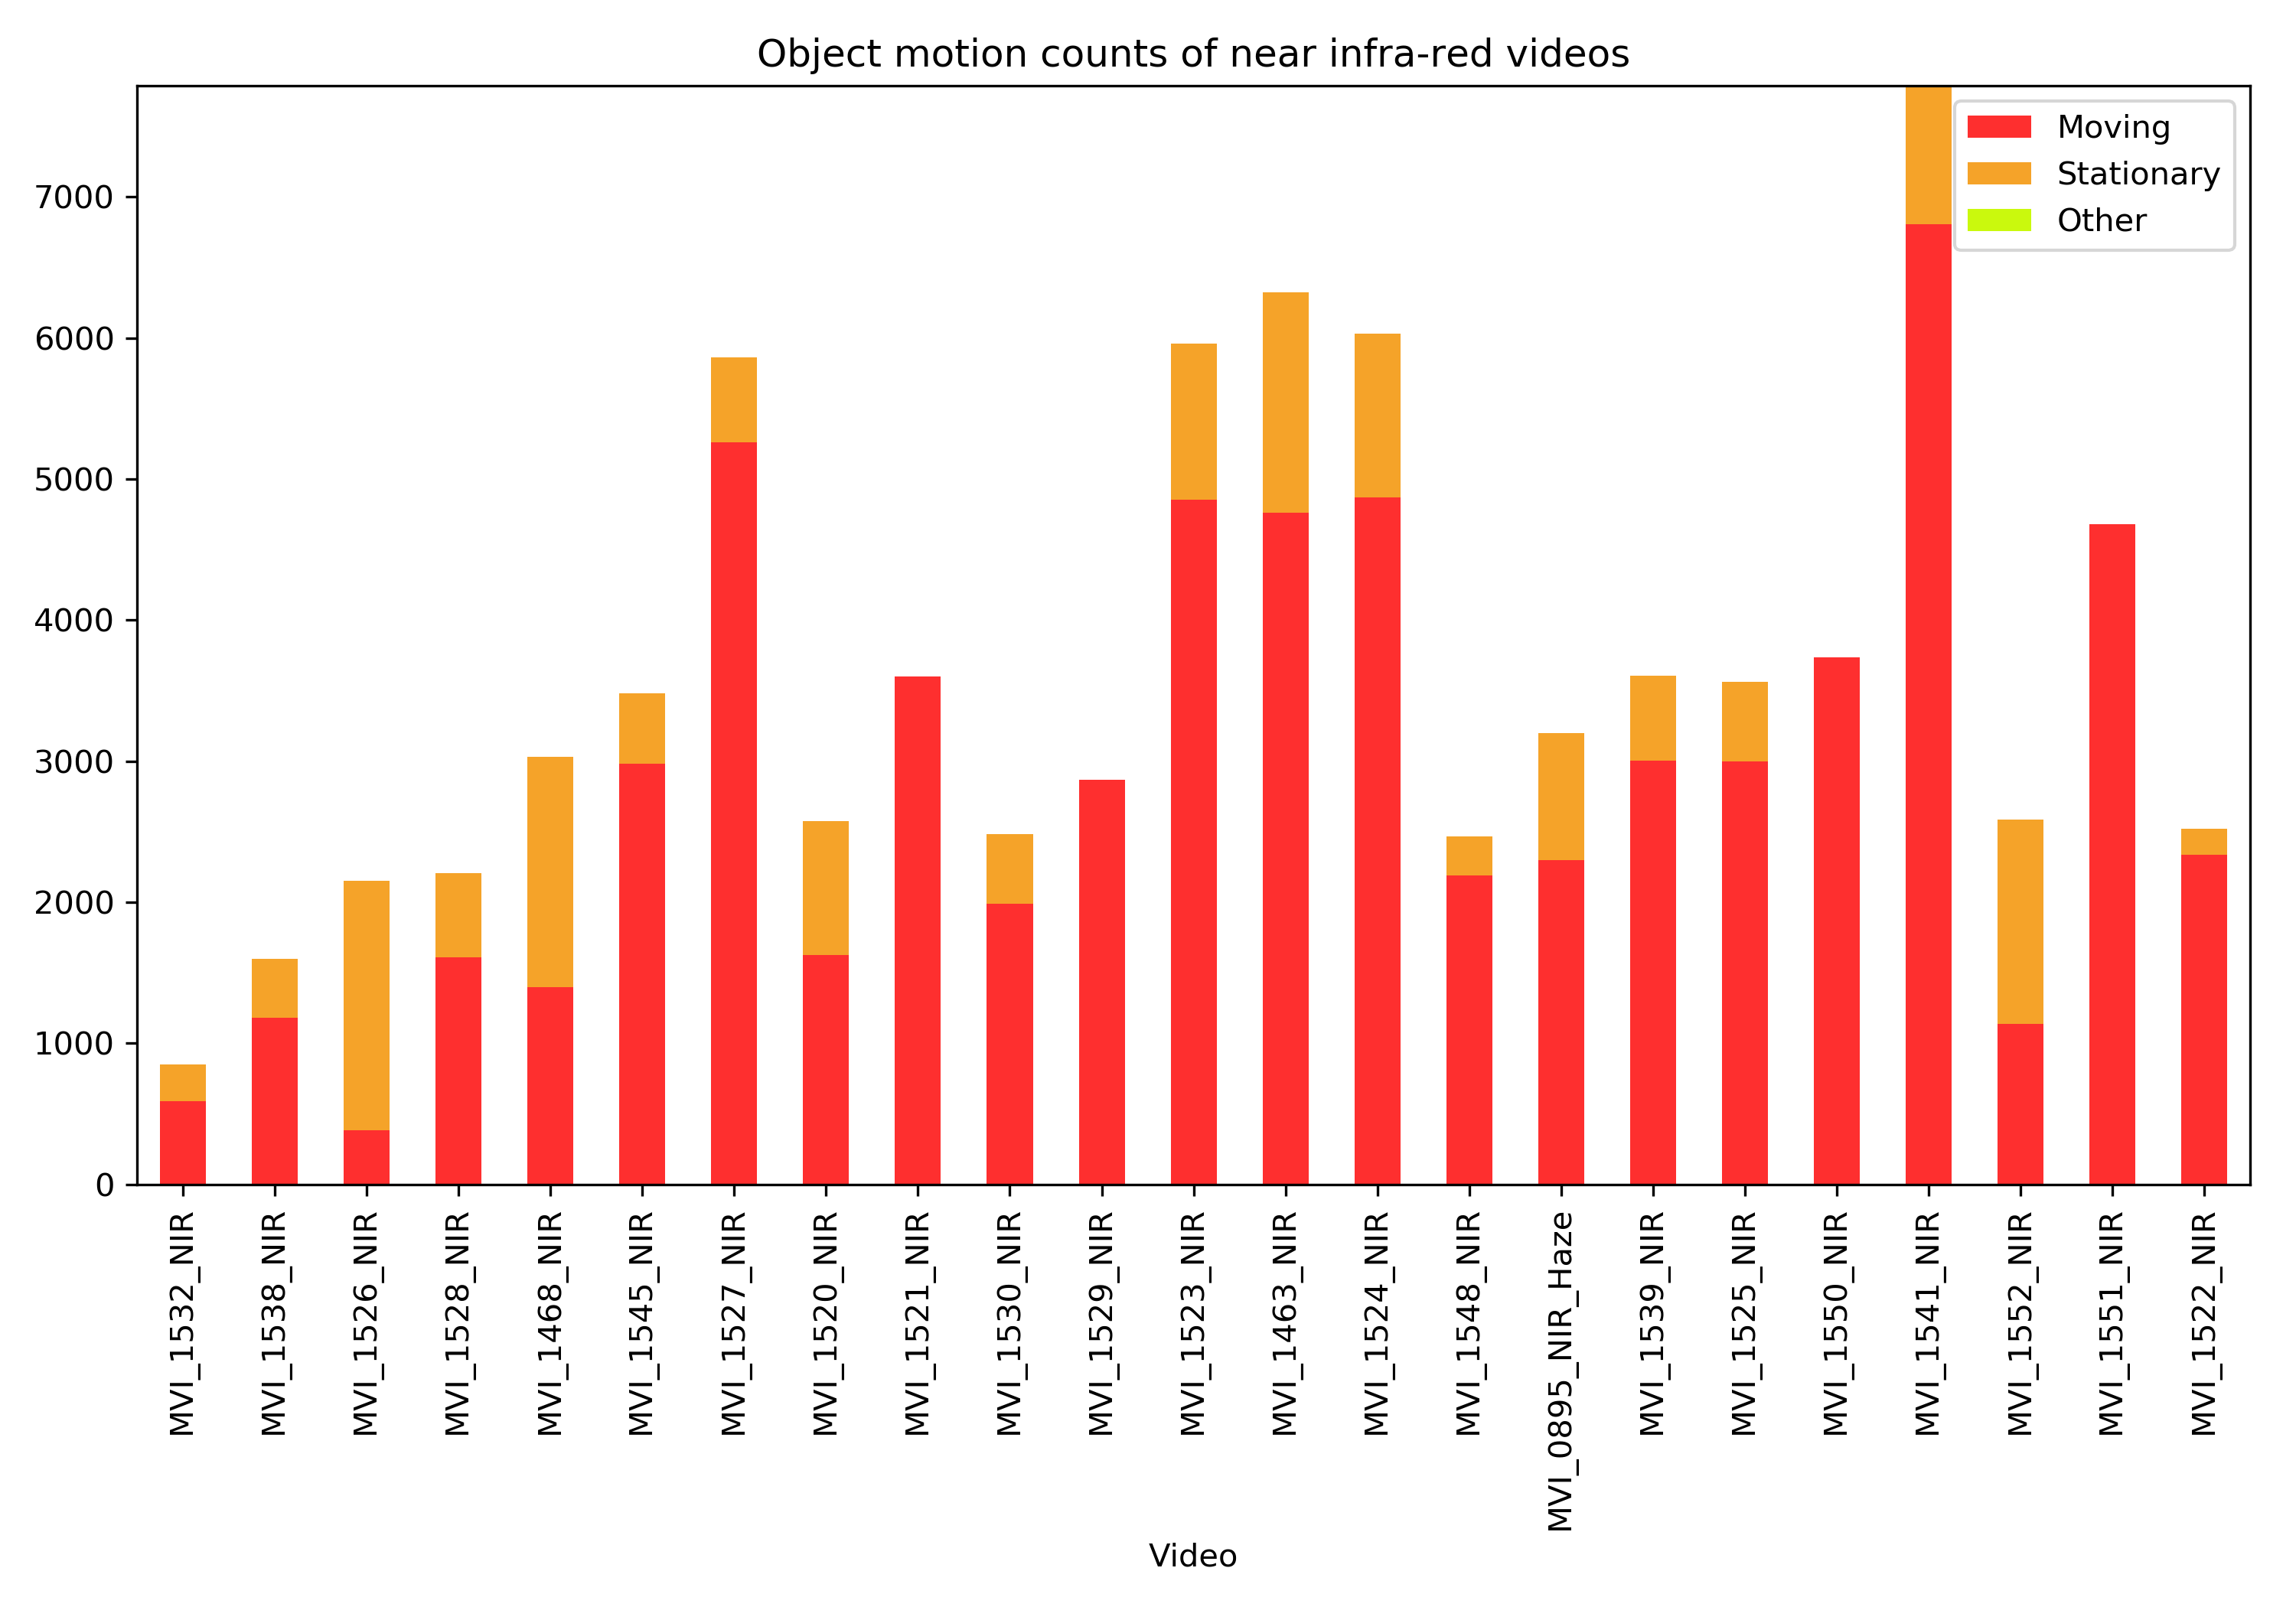 Object motion counts of near infra-red videos
Moving
Stationary
Other
7000
6000
5000
4000
3000
2000
1000
0
MVI_1532_NIR
MVI_1538_NIR
MVI_1526_NIR
MVI_1528_NIR
MVI_1468_NIR
MVI_1545_NIR
MVI_1527_NIR
MVI_1520_NIR
MVI_1521_NIR
MVI_1530_NIR
MVI_1529_NIR
MVI_1523_NIR
MVI_1463_NIR
MVI_1524_NIR
MVI_1548_NIR
MVI_0895_NIR_Haze
MVI_1539_NIR
MVI_1525_NIR
MVI_1550_NIR
MVI_1541_NIR
MVI_1552_NIR
MVI_1551_NIR
MVI_1522_NIR
Video